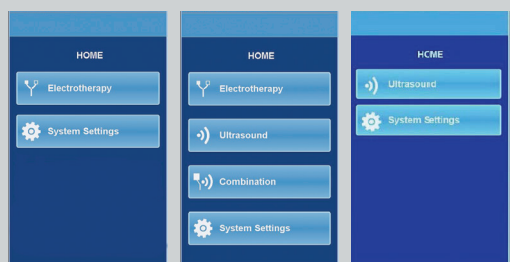 HOME
Electrotherapy
System Settings
HOME
Electrotherapy
Ultrasound
Combination
System Settings
HOME
Ultrasound
System Settings